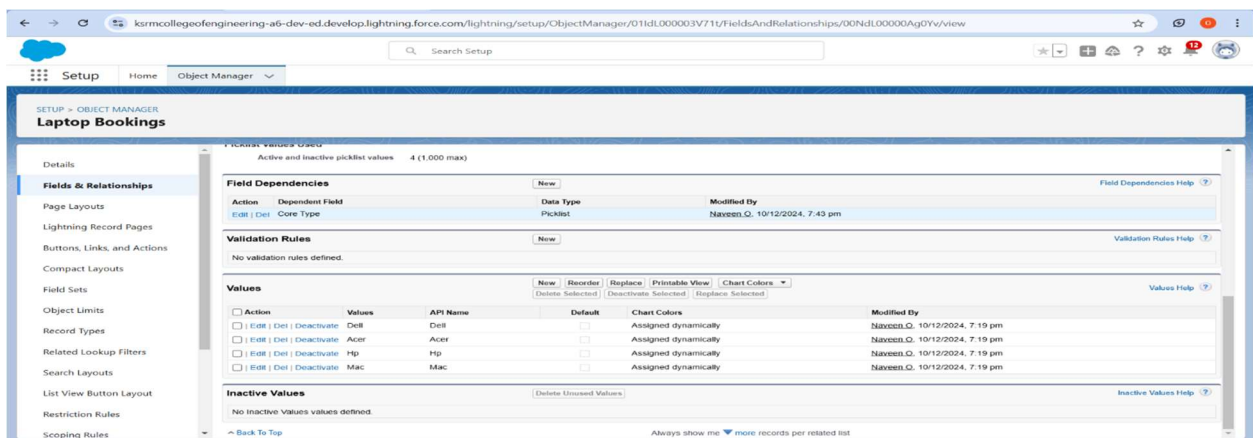 ksrmcollegeofengineering-a6-dev-ed.develop.lightning.force.com/lightning/setup/ObjectManager/01IdL000003V71t/FieldsAndRelationships/00NdL00000Ag0Yv/view
Search Setup
12
Setup Home Object Manager
SETUP > OBJECT MANAGER
Laptop Bookings
Details
Fields & Relationships
Page Layouts
Lightning Record Pages
Buttons, Links, and Actions
Compact Layouts
Field Sets
Object Limits
Record Types
Related Lookup Filters
Search Layouts
List View Button Layout
Restriction Rules
Scoping Rules
Picklist Values Used
Active and inactive picklist values 4 (1,000 max)
Field Dependencies New Field Dependencies Help ?
Action Dependent Field Data Type Modified By
Edit | Del Core Type Picklist Naveen O, 10/12/2024, 7:43 pm
Validation Rules New Validation Rules Help ?
No validation rules defined.
Values New Reorder Replace Printable View Chart Colors Values Help ?
Delete Selected Deactivate Selected Replace Selected
Action Values API Name Default Chart Colors Modified By
| Edit | Del | Deactivate Dell Dell Assigned dynamically Naveen O, 10/12/2024, 7:19 pm
| Edit | Del | Deactivate Acer Acer Assigned dynamically Naveen O, 10/12/2024, 7:19 pm
| Edit | Del | Deactivate Hp Hp Assigned dynamically Naveen O, 10/12/2024, 7:19 pm
| Edit | Del | Deactivate Mac Mac Assigned dynamically Naveen O, 10/12/2024, 7:19 pm
Inactive Values Delete Unused Values Inactive Values Help ?
No Inactive Values values defined.
Back To Top Always show me more records per related list